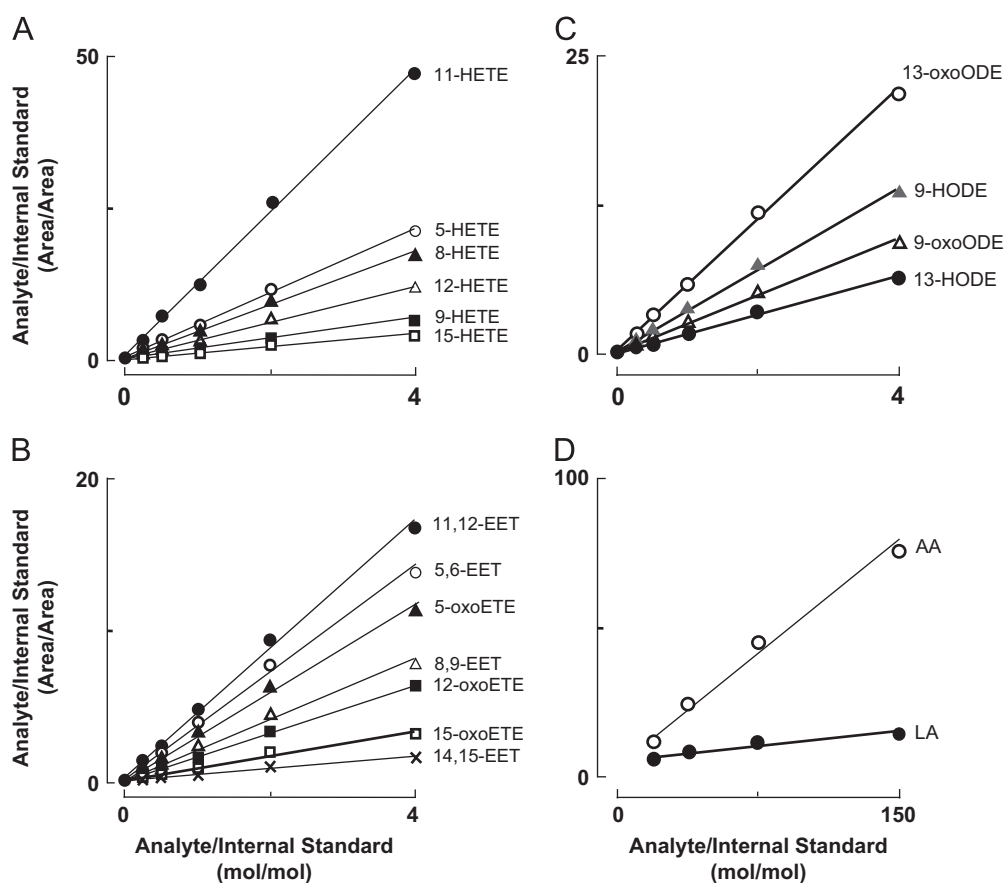 A
50
0
Analyte/Internal Standard
(Area/Area)
11-HETE
5-HETE
8-HETE
12-HETE
9-HETE
15-HETE
0
4
C
25
0
13-oxoODE
9-HODE
9-oxoODE
13-HODE
0
4
B
20
0
Analyte/Internal Standard
(Area/Area)
11,12-EET
5,6-EET
5-oxoETE
8,9-EET
12-oxoETE
15-oxoETE
14,15-EET
0
4
Analyte/Internal Standard
(mol/mol)
D
100
0
AA
LA
0
150
Analyte/Internal Standard
(mol/mol)